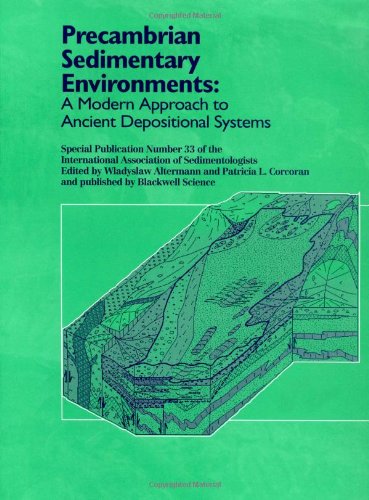 Precambrian
Sedimentary
Environments:
A Modern Approach to
Ancient Depositional Systems
Special Publication Number 33 of the
International Association of Sedimentologists
Edited by Wladyslaw Altermann and Patricia L. Corcoran
and published by Blackwell Science